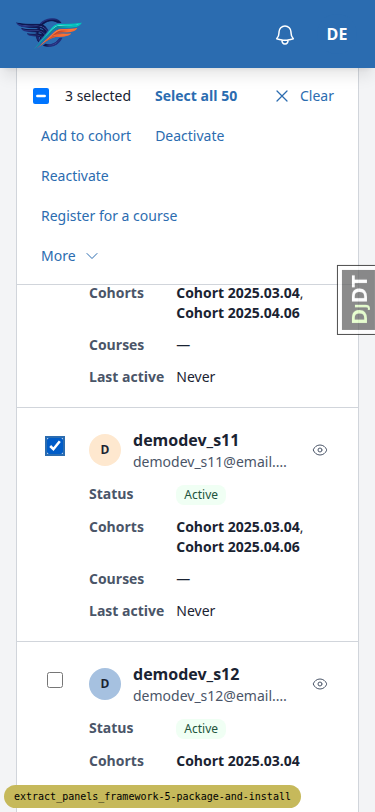 DE
3 selected Select all 50 Clear
Add to cohort Deactivate
Reactivate
Register for a course
More
DjDT
Cohorts Cohort 2025.03.04,
Cohort 2025.04.06
Courses —
Last active Never
D demodev_s11
demodev_s11@email....
Status Active
Cohorts Cohort 2025.03.04,
Cohort 2025.04.06
Courses —
Last active Never
D demodev_s12
demodev_s12@email....
Status Active
Cohorts Cohort 2025.03.04
extract_panels_framework-5-package-and-install